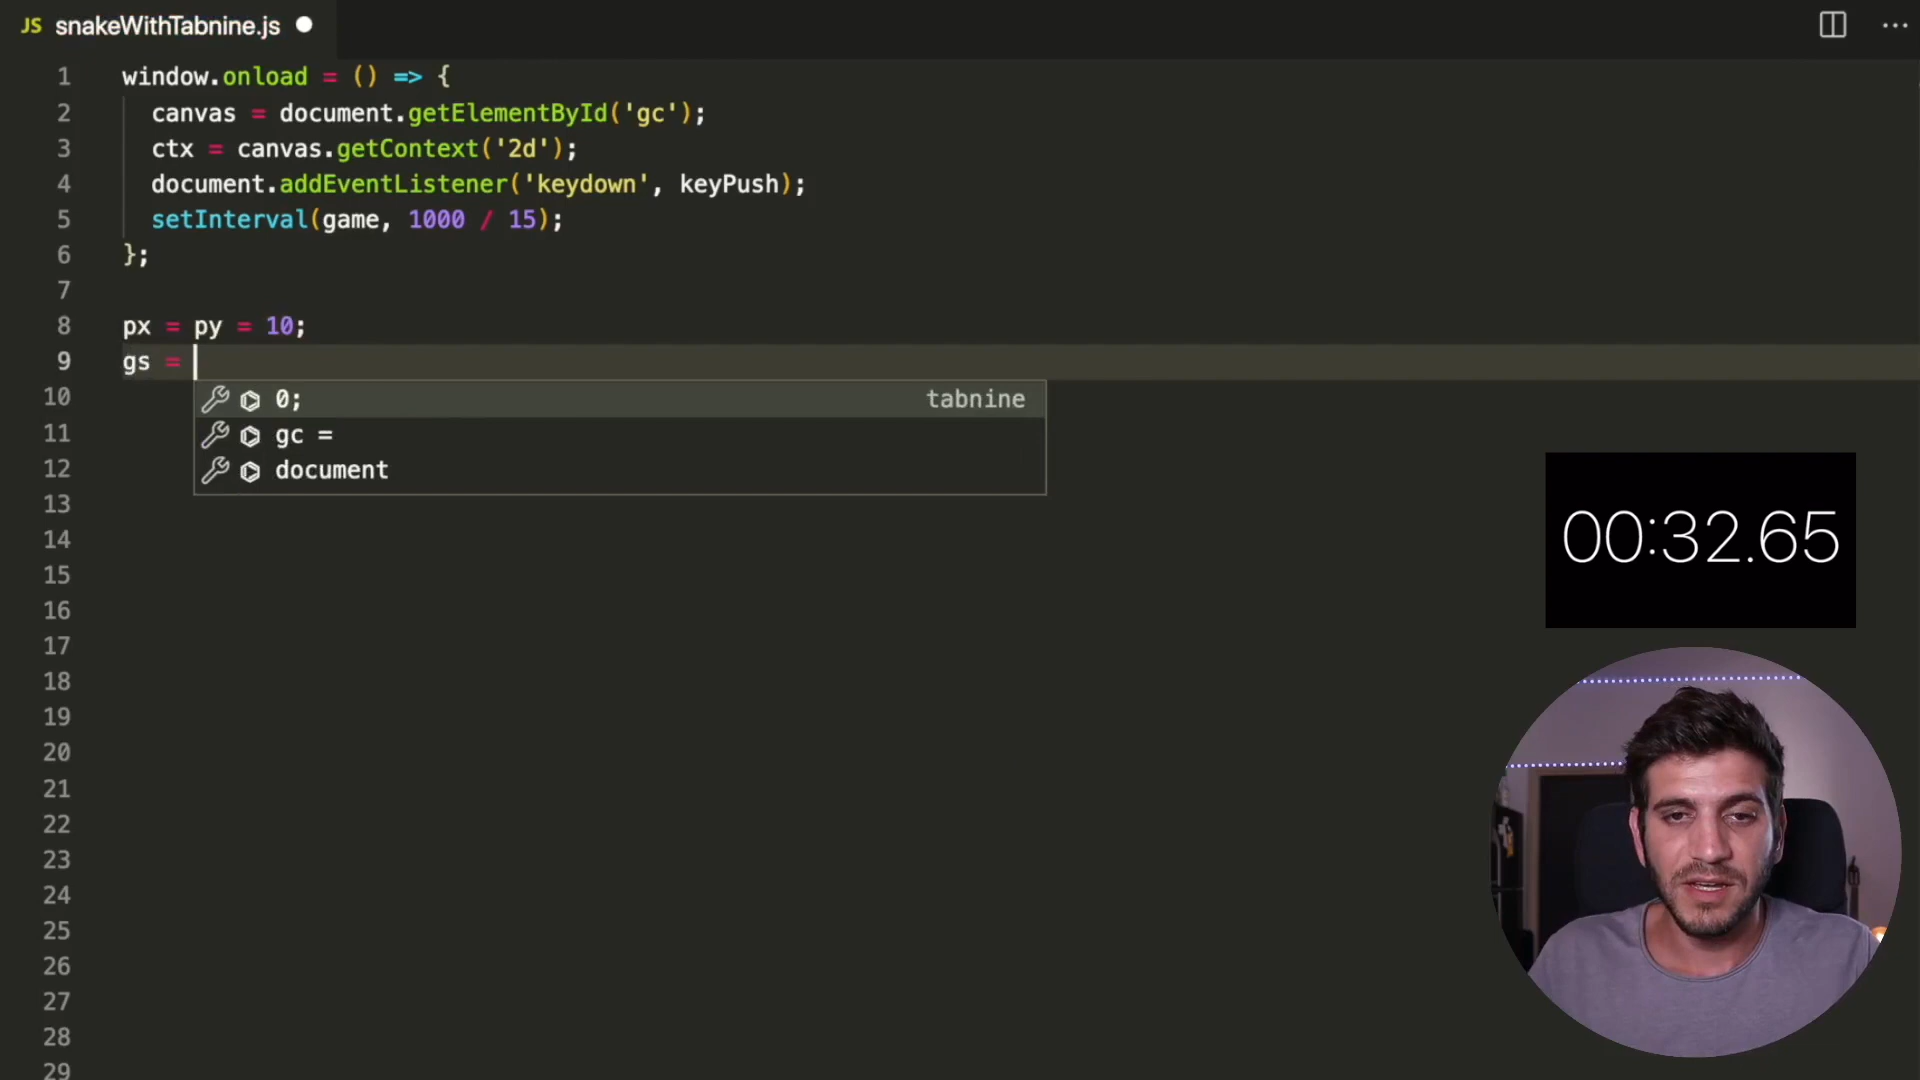 JS snakeWithTabnine.js
1 window.onload = () => {
2 canvas = document.getElementById('gc');
3 ctx = canvas.getContext('2d');
4 document.addEventListener('keydown', keyPush);
5 setInterval(game, 1000 / 15);
6 };
7
8 px = py = 10;
9 gs =
10 0; tabnine
11 gc =
12 document
13
14
15
16
17
18
19
20
21
22
23
24
25
26
27
28
29
00:32.65